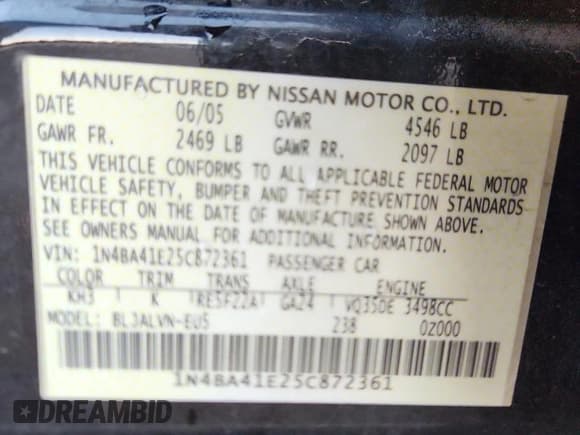 MANUFACTURED BY NISSAN MOTOR CO., LTD.
DATE 06/05 GVWR 4546 LB
GAWR FR. 2469 LB GAWR RR. 2097 LB
THIS VEHICLE CONFORMS TO ALL APPLICABLE FEDERAL MOTOR
VEHICLE SAFETY, BUMPER AND THEFT PREVENTION STANDARDS
IN EFFECT ON THE DATE OF MANUFACTURE SHOWN ABOVE.
SEE OWNERS MANUAL FOR ADDITIONAL INFORMATION.
VIN: 1N4BA41E25C872361 PASSENGER CAR
COLOR TRIM TRANS AXLE ENGINE
KH3 K RE5F22A GA24 VQ35DE 3498CC
MODEL: BL3ALVN-EU5 238 0Z000
1N4BA41E25C872361
DREAMBID